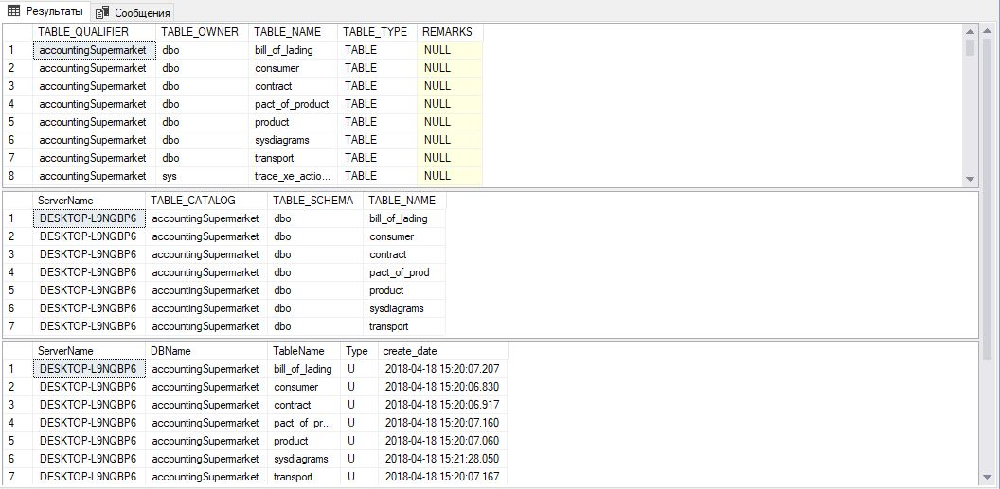 Результаты Сообщения
TABLE_QUALIFIER TABLE_OWNER TABLE_NAME TABLE_TYPE REMARKS
1 accountingSupermarket dbo bill_of_lading TABLE NULL
2 accountingSupermarket dbo consumer TABLE NULL
3 accountingSupermarket dbo contract TABLE NULL
4 accountingSupermarket dbo pact_of_product TABLE NULL
5 accountingSupermarket dbo product TABLE NULL
6 accountingSupermarket dbo sysdiagrams TABLE NULL
7 accountingSupermarket dbo transport TABLE NULL
8 accountingSupermarket sys trace_xe_actio... TABLE NULL
ServerName TABLE_CATALOG TABLE_SCHEMA TABLE_NAME
1 DESKTOP-L9NQBP6 accountingSupermarket dbo bill_of_lading
2 DESKTOP-L9NQBP6 accountingSupermarket dbo consumer
3 DESKTOP-L9NQBP6 accountingSupermarket dbo contract
4 DESKTOP-L9NQBP6 accountingSupermarket dbo pact_of_prod
5 DESKTOP-L9NQBP6 accountingSupermarket dbo product
6 DESKTOP-L9NQBP6 accountingSupermarket dbo sysdiagrams
7 DESKTOP-L9NQBP6 accountingSupermarket dbo transport
ServerName DBName TableName Type create_date
1 DESKTOP-L9NQBP6 accountingSupermarket bill_of_lading U 2018-04-18 15:20:07.207
2 DESKTOP-L9NQBP6 accountingSupermarket consumer U 2018-04-18 15:20:06.830
3 DESKTOP-L9NQBP6 accountingSupermarket contract U 2018-04-18 15:20:06.917
4 DESKTOP-L9NQBP6 accountingSupermarket pact_of_pr... U 2018-04-18 15:20:07.160
5 DESKTOP-L9NQBP6 accountingSupermarket product U 2018-04-18 15:20:07.060
6 DESKTOP-L9NQBP6 accountingSupermarket sysdiagrams U 2018-04-18 15:21:28.050
7 DESKTOP-L9NQBP6 accountingSupermarket transport U 2018-04-18 15:20:07.167